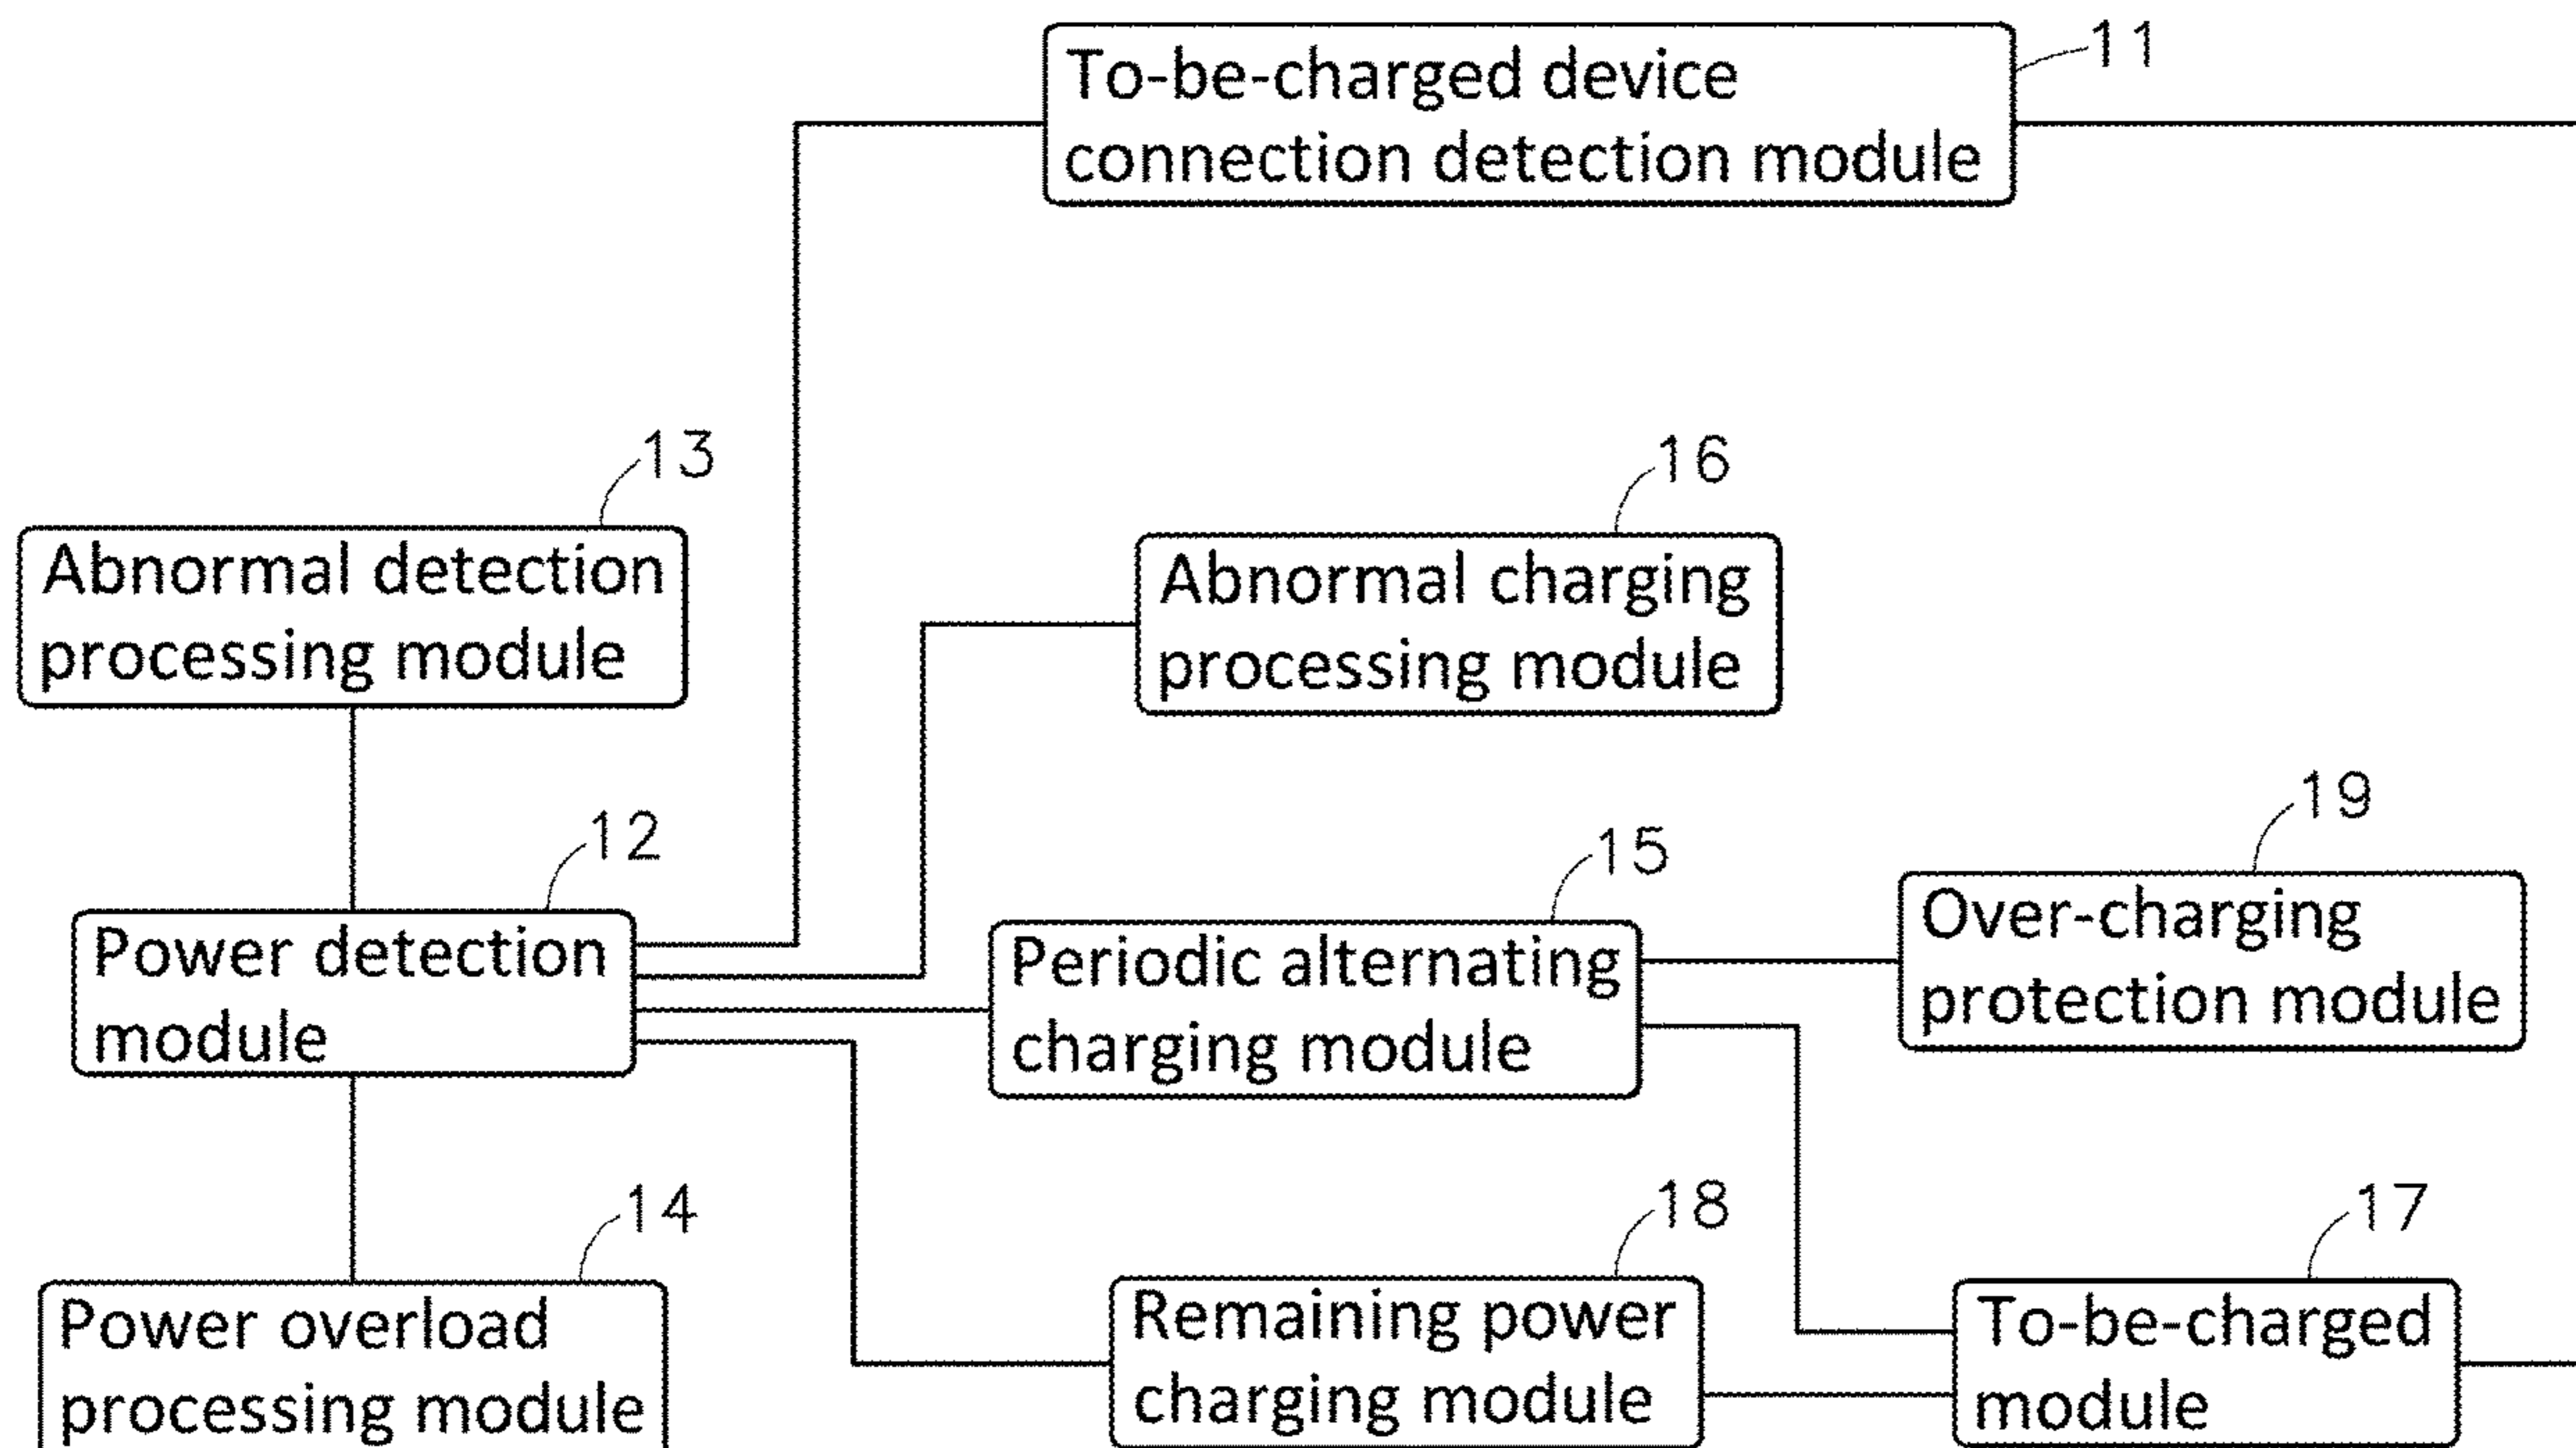 11
To-be-charged device
connection detection module
13
Abnormal detection
processing module
16
Abnormal charging
processing module
12
Power detection
module
15
Periodic alternating
charging module
19
Over-charging
protection module
14
Power overload
processing module
18
Remaining power
charging module
17
To-be-charged
module